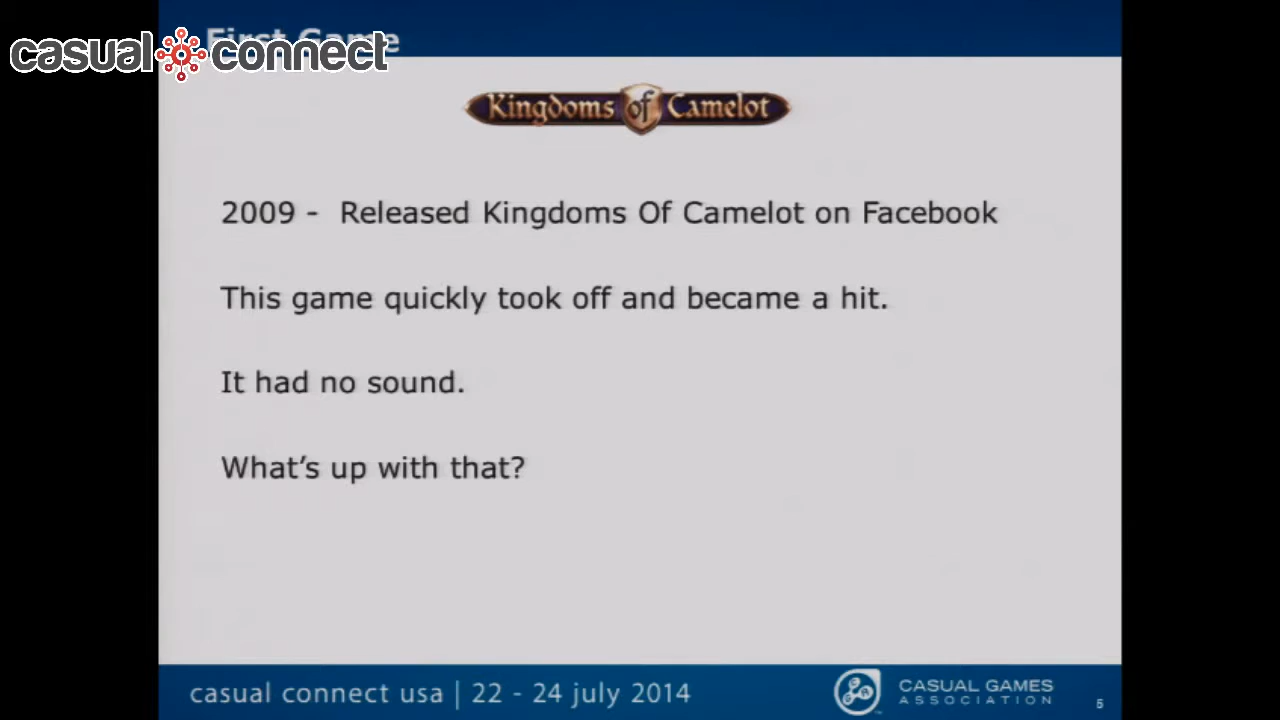 First Game
casual connect
Kingdoms of Camelot
2009 - Released Kingdoms Of Camelot on Facebook
This game quickly took off and became a hit.
It had no sound.
What’s up with that?
casual connect usa | 22 - 24 july 2014
CASUAL GAMES
ASSOCIATION
5